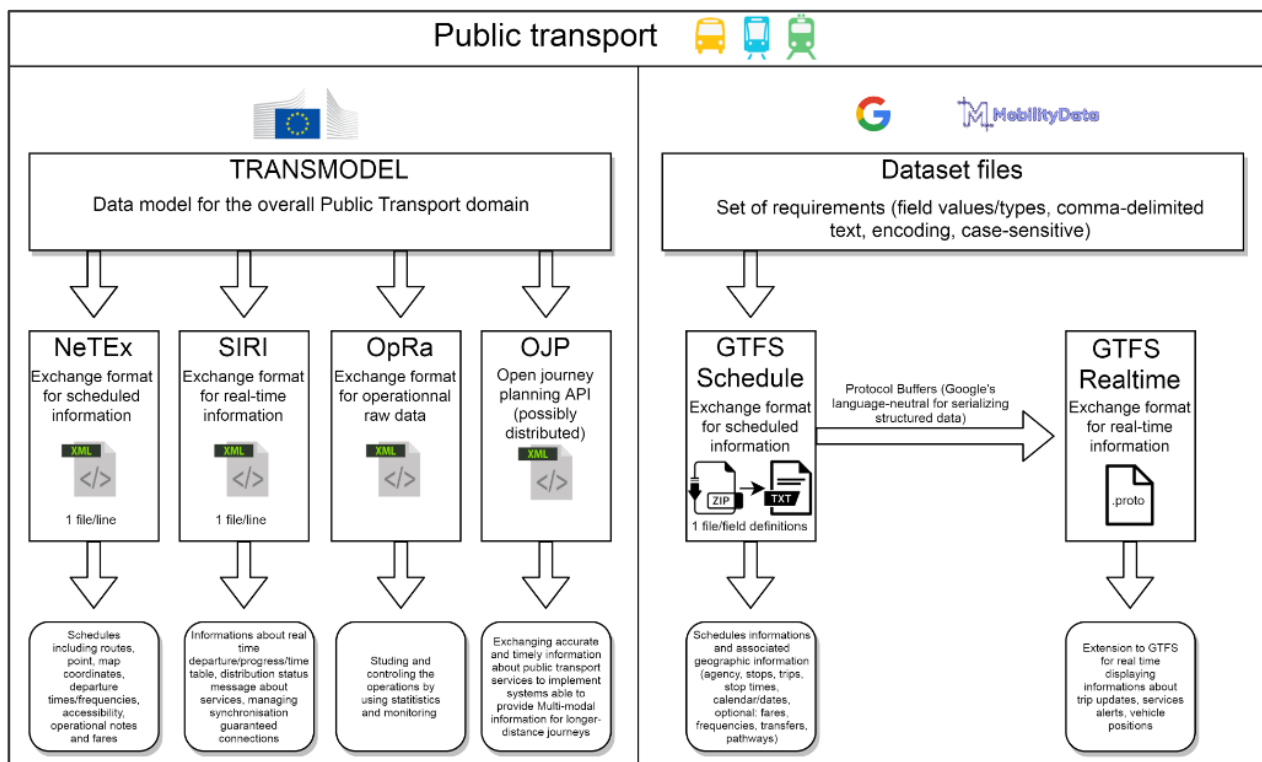 Public transport
TRANSMODEL
Data model for the overall Public Transport domain
NeTEx
Exchange format
for scheduled
information
XML
</>
1 file/line
Schedules
including routes,
point, map
coordinates,
departure
times/frequencies,
accessibility,
operational notes
and fares
SIRI
Exchange format
for real-time
information
XML
</>
1 file/line
Informations about real
time
departure/progress/time
table, distribution status
message about
services, managing
synchronisation
guaranteed
connections
OpRa
Exchange format
for operationnal
raw data
XML
</>
Studing and
controling the
operations by
using statitistics
and monitoring
OJP
Open journey
planning API
(possibly
distributed)
XML
</>
Exchanging accurate
and timely information
about public transport
services to implement
systems able to
provide Multi-modal
information for longer-
distance journeys
G
M MobilityData
Dataset files
Set of requirements (field values/types, comma-delimited
text, encoding, case-sensitive)
GTFS
Schedule
Exchange format
for scheduled
information
ZIP
TXT
1 file/field definitions
Schedules informations
and associated
geographic information
(agency, stops, trips,
stop times,
calendar/dates,
optional: fares,
frequencies, transfers,
pathways)
Protocol Buffers (Google's
language-neutral for serializing
structured data)
GTFS
Realtime
Exchange format
for real-time
information
.proto
Extension to GTFS
for real time
displaying
informations about
trip updates, services
alerts, vehicle
positions